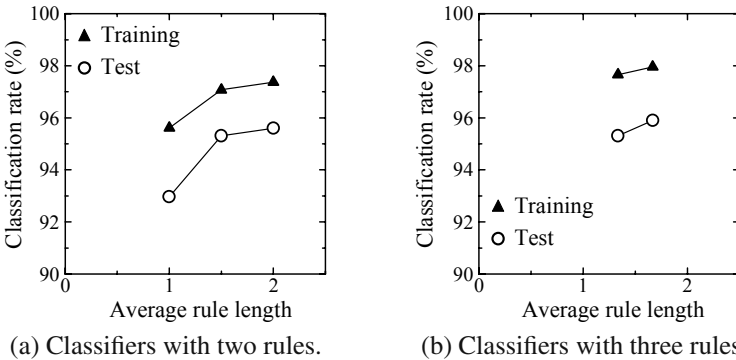 100
98
96
94
92
90
Classification rate (%)
Training
Test
0
1
2
Average rule length
(a) Classifiers with two rules.
100
98
96
94
92
90
Classification rate (%)
Training
Test
0
1
2
Average rule length
(b) Classifiers with three rules